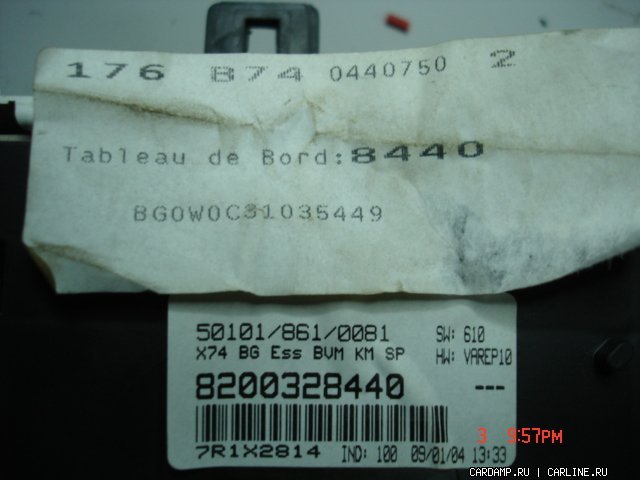 176 B74 0440750 2
Tableau de Bord:8440
BG0W0C31035449
50101/861/0081 SW: 610
X74 BG Ess BVM KM SP HW: VAREP10
8200328440 ---
7R1X2814 IND: 100 09/01/04 13:33
3 9:57PM
CARDAMP.RU | CARLINE.RU